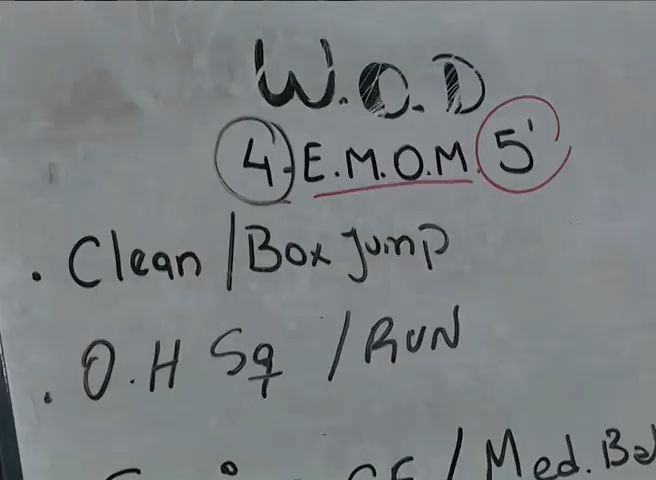 W.O.D
4 E.M.O.M. 5'
. Clean / Box Jump
. O.H Sq / RUN
/ Med.